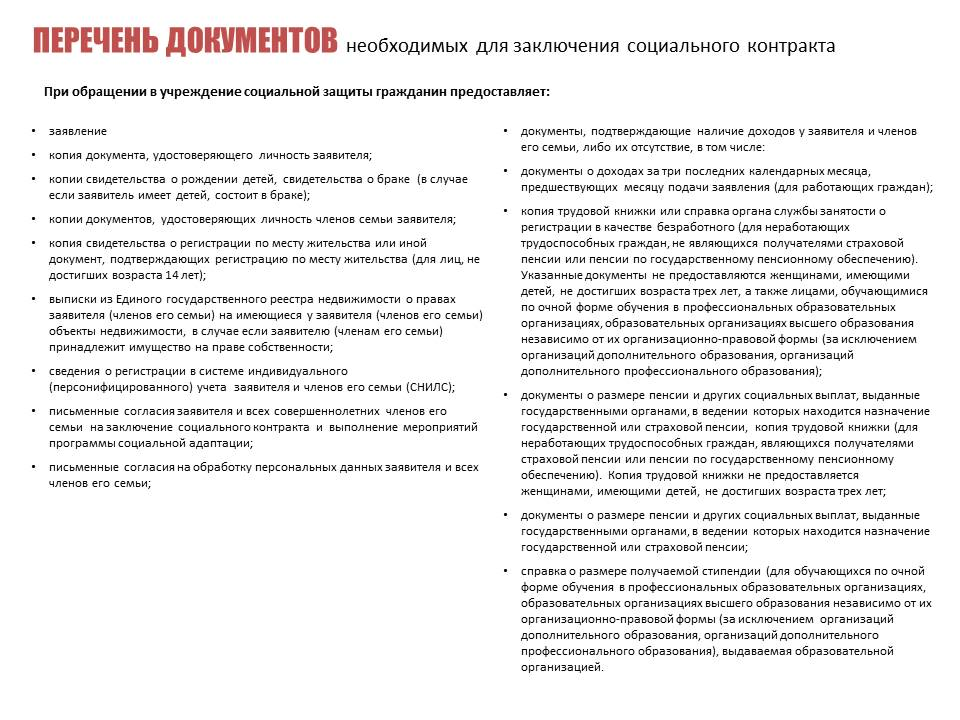 ПЕРЕЧЕНЬ ДОКУМЕНТОВ необходимых для заключения социального контракта
При обращении в учреждение социальной защиты гражданин предоставляет:
• заявление
• копия документа, удостоверяющего личность заявителя;
• копии свидетельства о рождении детей, свидетельства о браке (в случае
если заявитель имеет детей, состоит в браке);
• копии документов, удостоверяющих личность членов семьи заявителя;
• копия свидетельства о регистрации по месту жительства или иной
документ, подтверждающих регистрацию по месту жительства (для лиц, не
достигших возраста 14 лет);
• выписки из Единого государственного реестра недвижимости о правах
заявителя (членов его семьи) на имеющиеся у заявителя (членов его семьи)
объекты недвижимости, в случае если заявителю (членам его семьи)
принадлежит имущество на праве собственности;
• сведения о регистрации в системе индивидуального
(персонифицированного) учета заявителя и членов его семьи (СНИЛС);
• письменные согласия заявителя и всех совершеннолетних членов его
семьи на заключение социального контракта и выполнение мероприятий
программы социальной адаптации;
• письменные согласия на обработку персональных данных заявителя и всех
членов его семьи;
• документы, подтверждающие наличие доходов у заявителя и членов
его семьи, либо их отсутствие, в том числе:
• документы о доходах за три последних календарных месяца,
предшествующих месяцу подачи заявления (для работающих граждан);
• копия трудовой книжки или справка органа службы занятости о
регистрации в качестве безработного (для неработающих
трудоспособных граждан, не являющихся получателями страховой
пенсии или пенсии по государственному пенсионному обеспечению).
Указанные документы не предоставляются женщинами, имеющими
детей, не достигших возраста трех лет, а также лицами, обучающимися
по очной форме обучения в профессиональных образовательных
организациях, образовательных организациях высшего образования
независимо от их организационно-правовой формы (за исключением
организаций дополнительного образования, организаций
дополнительного профессионального образования);
• документы о размере пенсии и других социальных выплат, выданные
государственными органами, в ведении которых находится назначение
государственной или страховой пенсии, копия трудовой книжки (для
неработающих трудоспособных граждан, являющихся получателями
страховой пенсии или пенсии по государственному пенсионному
обеспечению). Копия трудовой книжки не предоставляется
женщинами, имеющими детей, не достигших возраста трех лет;
• документы о размере пенсии и других социальных выплат, выданные
государственными органами, в ведении которых находится назначение
государственной или страховой пенсии;
• справка о размере получаемой стипендии (для обучающихся по очной
форме обучения в профессиональных образовательных организациях,
образовательных организациях высшего образования независимо от их
организационно-правовой формы (за исключением организаций
дополнительного образования, организаций дополнительного
профессионального образования), выдаваемая образовательной
организацией.